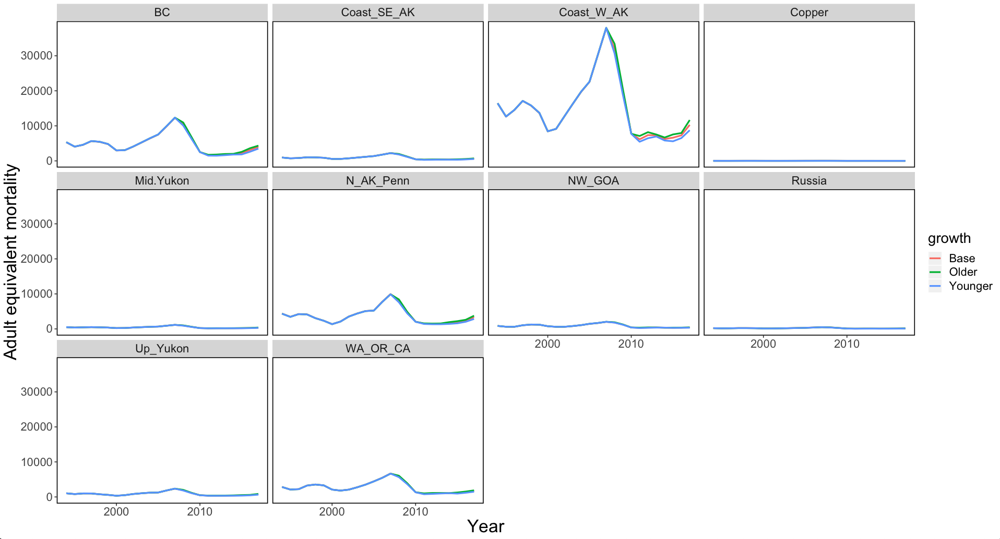 BC
Coast_SE_AK
Coast_W_AK
Copper
30000
20000
10000
0
Mid.Yukon
N_AK_Penn
NW_GOA
Russia
30000
20000
10000
0
2000
2010
2000
2010
Up_Yukon
WA_OR_CA
30000
20000
10000
0
2000
2010
2000
2010
Adult equivalent mortality
Year
growth
Base
Older
Younger